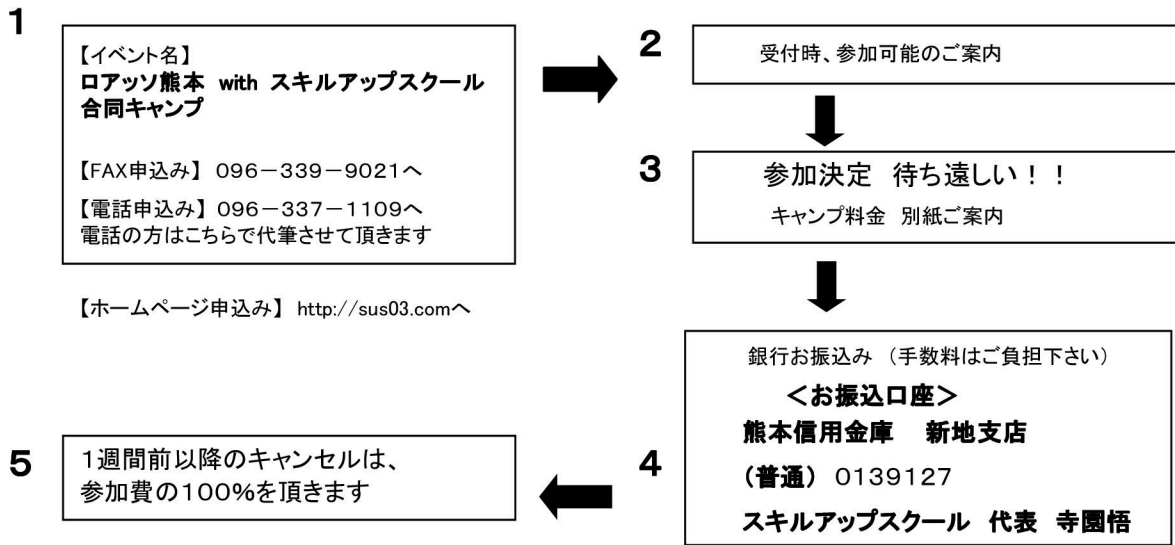 1
【イベント名】
ロアッソ熊本 with スキルアップスクール
合同キャンプ
【FAX申込み】 096－339－9021へ
【電話申込み】 096－337－1109へ
電話の方はこちらで代筆させて頂きます
【ホームページ申込み】 http://sus03.comへ
2
受付時、参加可能のご案内
3
参加決定 待ち遠しい！！
キャンプ料金 別紙ご案内
4
銀行お振込み （手数料はご負担下さい）
＜お振込口座＞
熊本信用金庫 新地支店
（普通） 0139127
スキルアップスクール 代表 寺園悟
5
1週間前以降のキャンセルは、
参加費の100％を頂きます